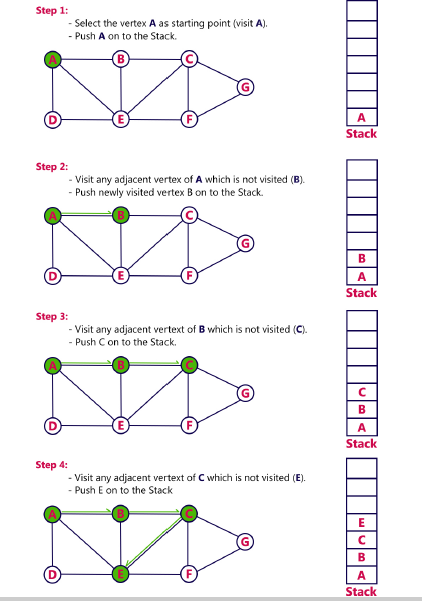 Step 1:
- Select the vertex A as starting point (visit A).
- Push A on to the Stack.
A
B
C
G
D
E
F
A
Stack
Step 2:
- Visit any adjacent vertex of A which is not visited (B).
- Push newly visited vertex B on to the Stack.
A
B
C
G
D
E
F
B
A
Stack
Step 3:
- Visit any adjacent vertext of B which is not visited (C).
- Push C on to the Stack.
A
B
C
G
D
E
F
C
B
A
Stack
Step 4:
- Visit any adjacent vertext of C which is not visited (E).
- Push E on to the Stack
A
B
C
G
D
E
F
E
C
B
A
Stack